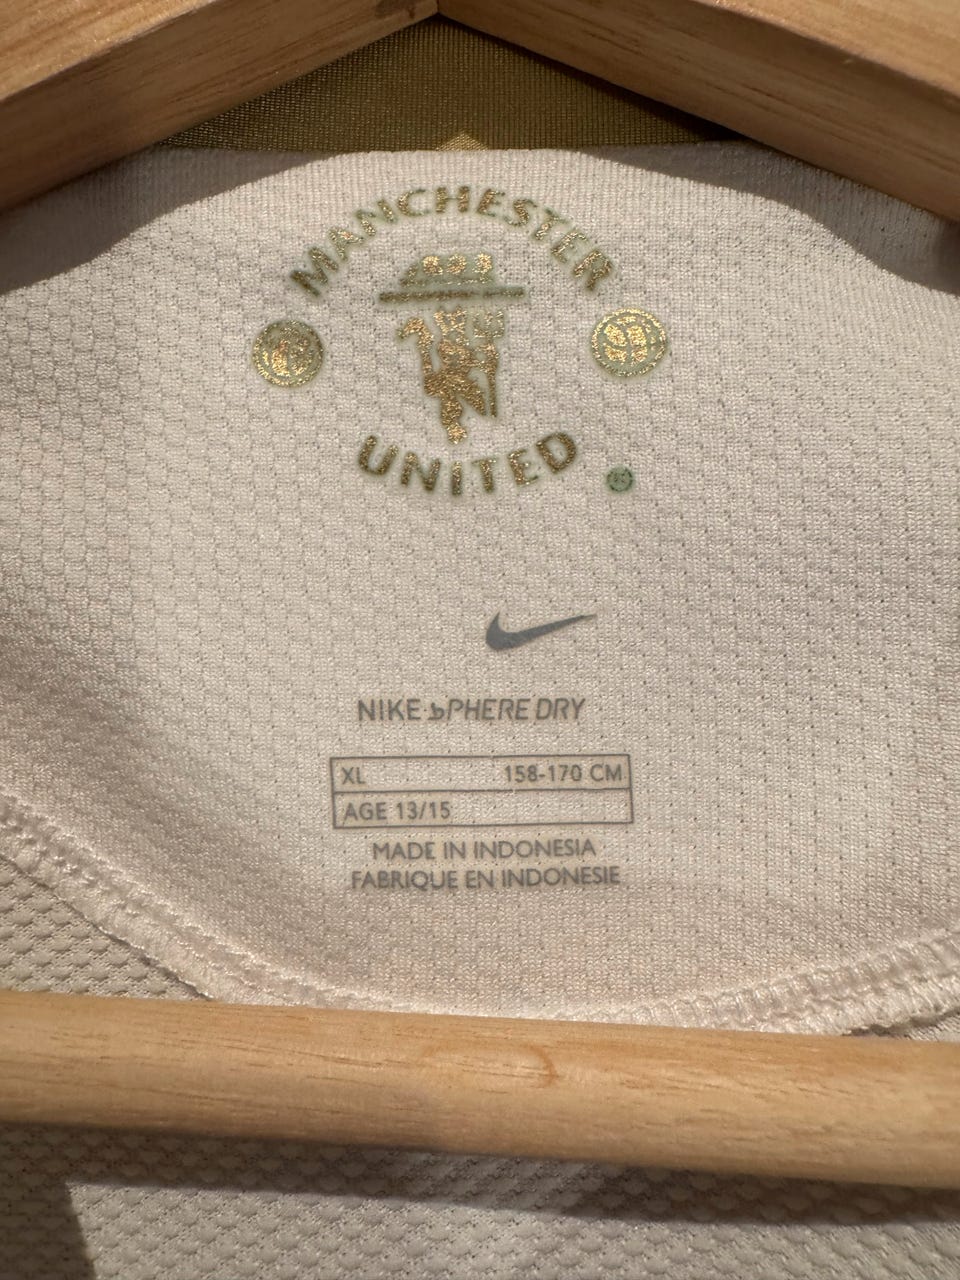 MANCHESTER
UNITED
NIKE SPHERE DRY
XL 158-170 CM
AGE 13/15
MADE IN INDONESIA
FABRIQUE EN INDONESIE